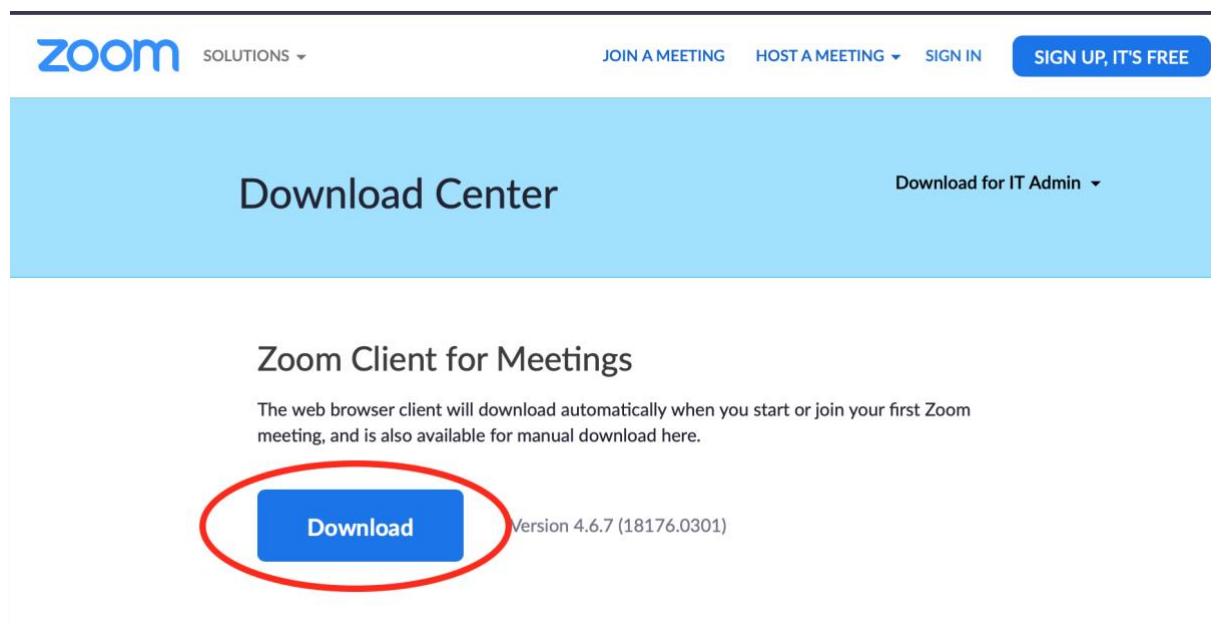 zoom SOLUTIONS JOIN A MEETING HOST A MEETING SIGN IN SIGN UP, IT'S FREE
Download Center Download for IT Admin
Zoom Client for Meetings
The web browser client will download automatically when you start or join your first Zoom
meeting, and is also available for manual download here.
Download Version 4.6.7 (18176.0301)